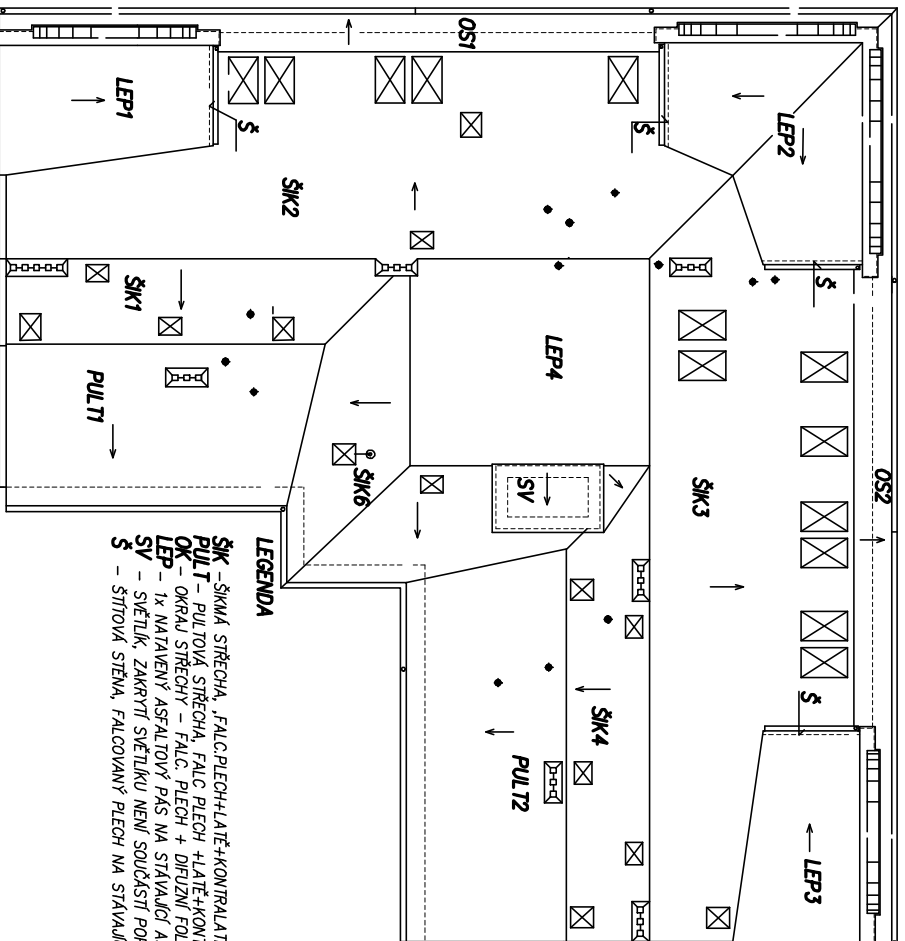 OS1
LEP1
Š
Š
LEP2
ŠIK2
Š
ŠIK1
LEP4
PULT1
ŠIK6
SV
ŠIK3
OS2
Š
ŠIK4
PULT2
LEP3
LEGENDA
ŠIK -ŠIKMÁ STŘECHA, ,FALC.PLECH+LATĚ+KONTRALAT
PULT - PULTOVÁ STŘECHA, FALC PLECH +LATĚ+KONT
OK - OKRAJ STŘECHY - FALC. PLECH + DIFUZNÍ FOL
LEP - 1x NATAVENÝ ASFALTOVÝ PÁS NA STÁVAJÍCÍ A
SV - SVĚTLÍK, ZAKRYTÍ SVĚTLÍKU NENÍ SOUČÁSTÍ
Š - ŠTÍTOVÁ STĚNA, FALCOVANÝ PLECH NA STÁVAJÍ